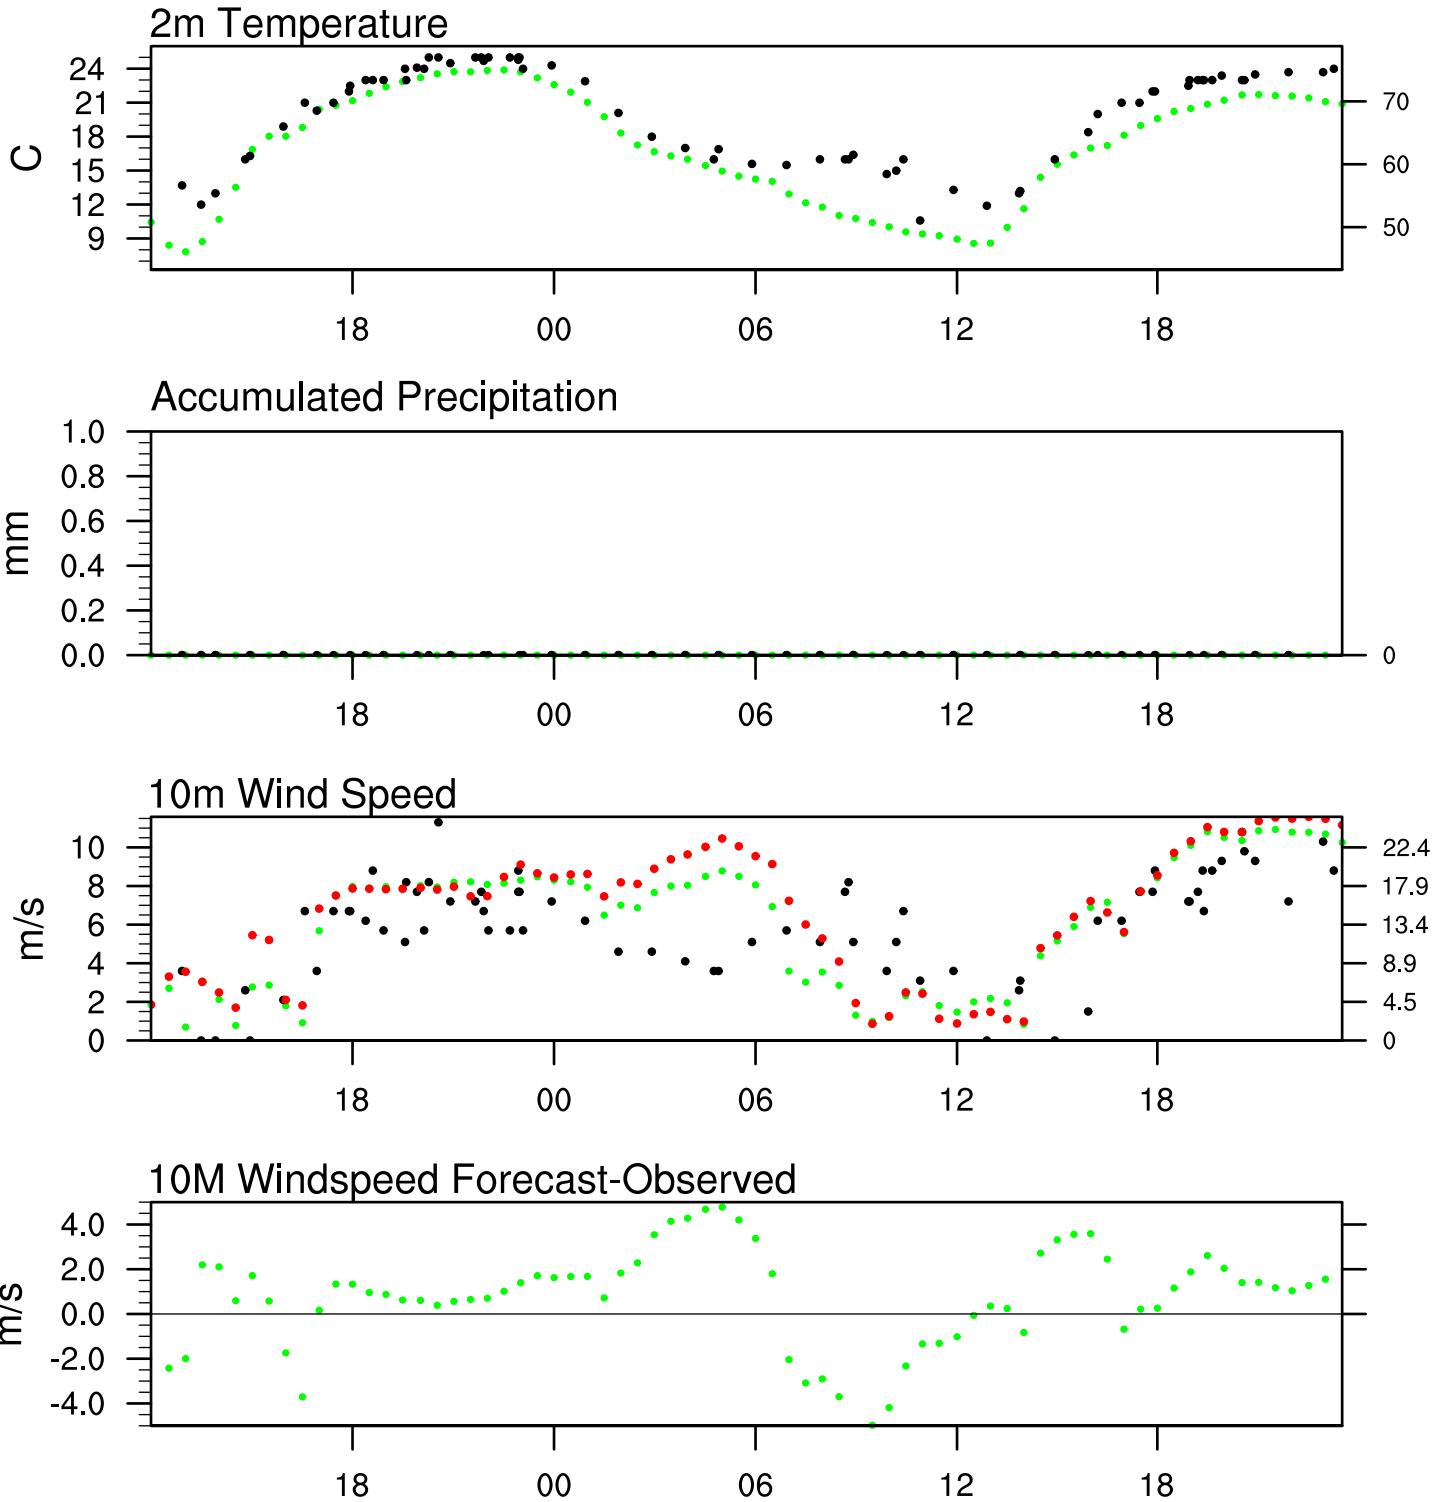 2m Temperature
C
24
21
18
15
12
9
70
60
50
18 00 06 12 18
Accumulated Precipitation
mm
1.0
0.8
0.6
0.4
0.2
0.0
0
18 00 06 12 18
10m Wind Speed
m/s
10
8
6
4
2
0
22.4
17.9
13.4
8.9
4.5
0
18 00 06 12 18
10M Windspeed Forecast-Observed
m/s
4.0
2.0
0.0
-2.0
-4.0
18 00 06 12 18